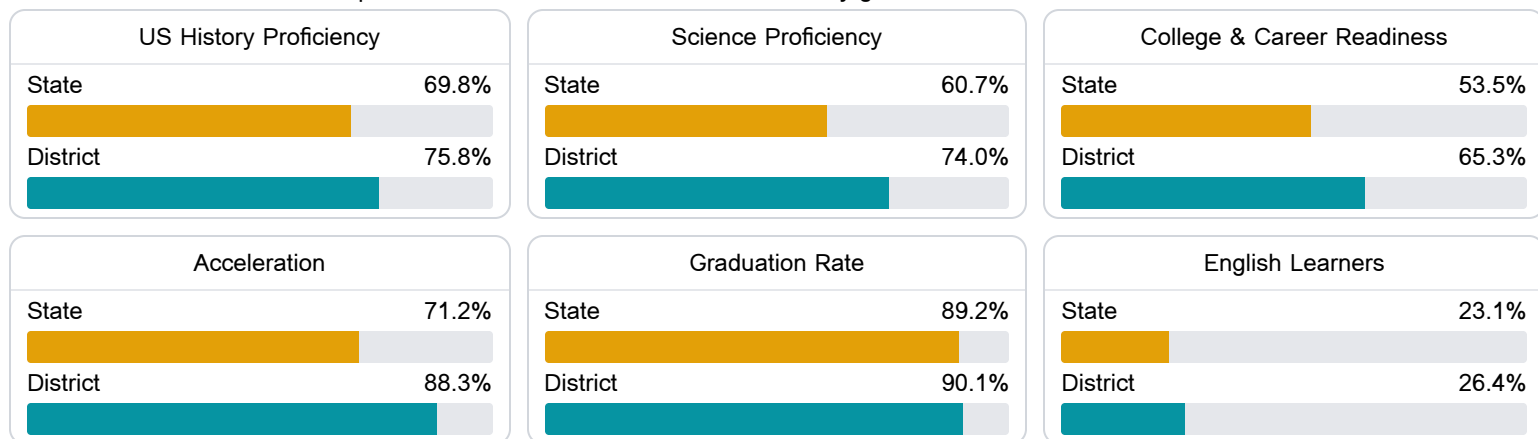 US History Proficiency
State 69.8%
District 75.8%
Science Proficiency
State 60.7%
District 74.0%
College & Career Readiness
State 53.5%
District 65.3%
Acceleration
State 71.2%
District 88.3%
Graduation Rate
State 89.2%
District 90.1%
English Learners
State 23.1%
District 26.4%